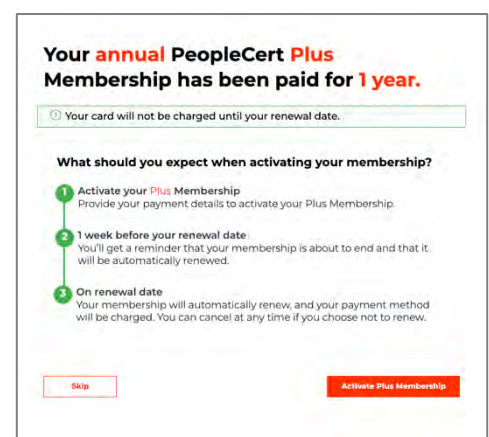 Your annual PeopleCert Plus
Membership has been paid for 1 year.
Your card will not be charged until your renewal date.
What should you expect when activating your membership?
1 Activate your Plus Membership
Provide your payment details to activate your Plus Membership.
2 1 week before your renewal date
You'll get a reminder that your membership is about to end and that it
will be automatically renewed.
3 On renewal date
Your membership will automatically renew, and your payment method
will be charged. You can cancel at any time if you choose not to renew.
Skip
Activate Plus Membership